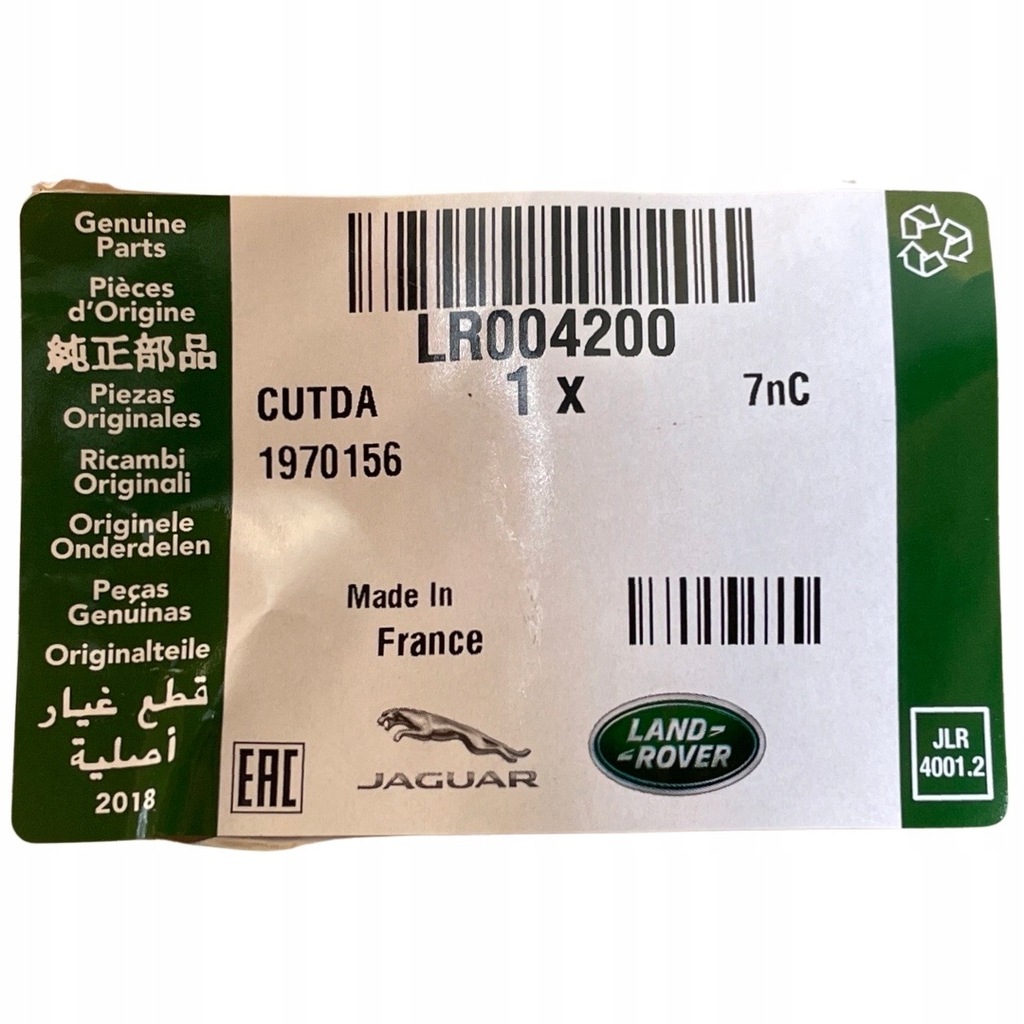 Genuine
Parts
Pièces
d'Origine
純正部品
Piezas
Originales
Ricambi
Originali
Originele
Onderdelen
Peças
Genuinas
Originalteile
قطع غيار
أصلية
2018
LR004200
CUTDA 1 X 7nC
1970156
Made In
France
EAC
JAGUAR
LAND-
-ROVER
JLR
4001.2